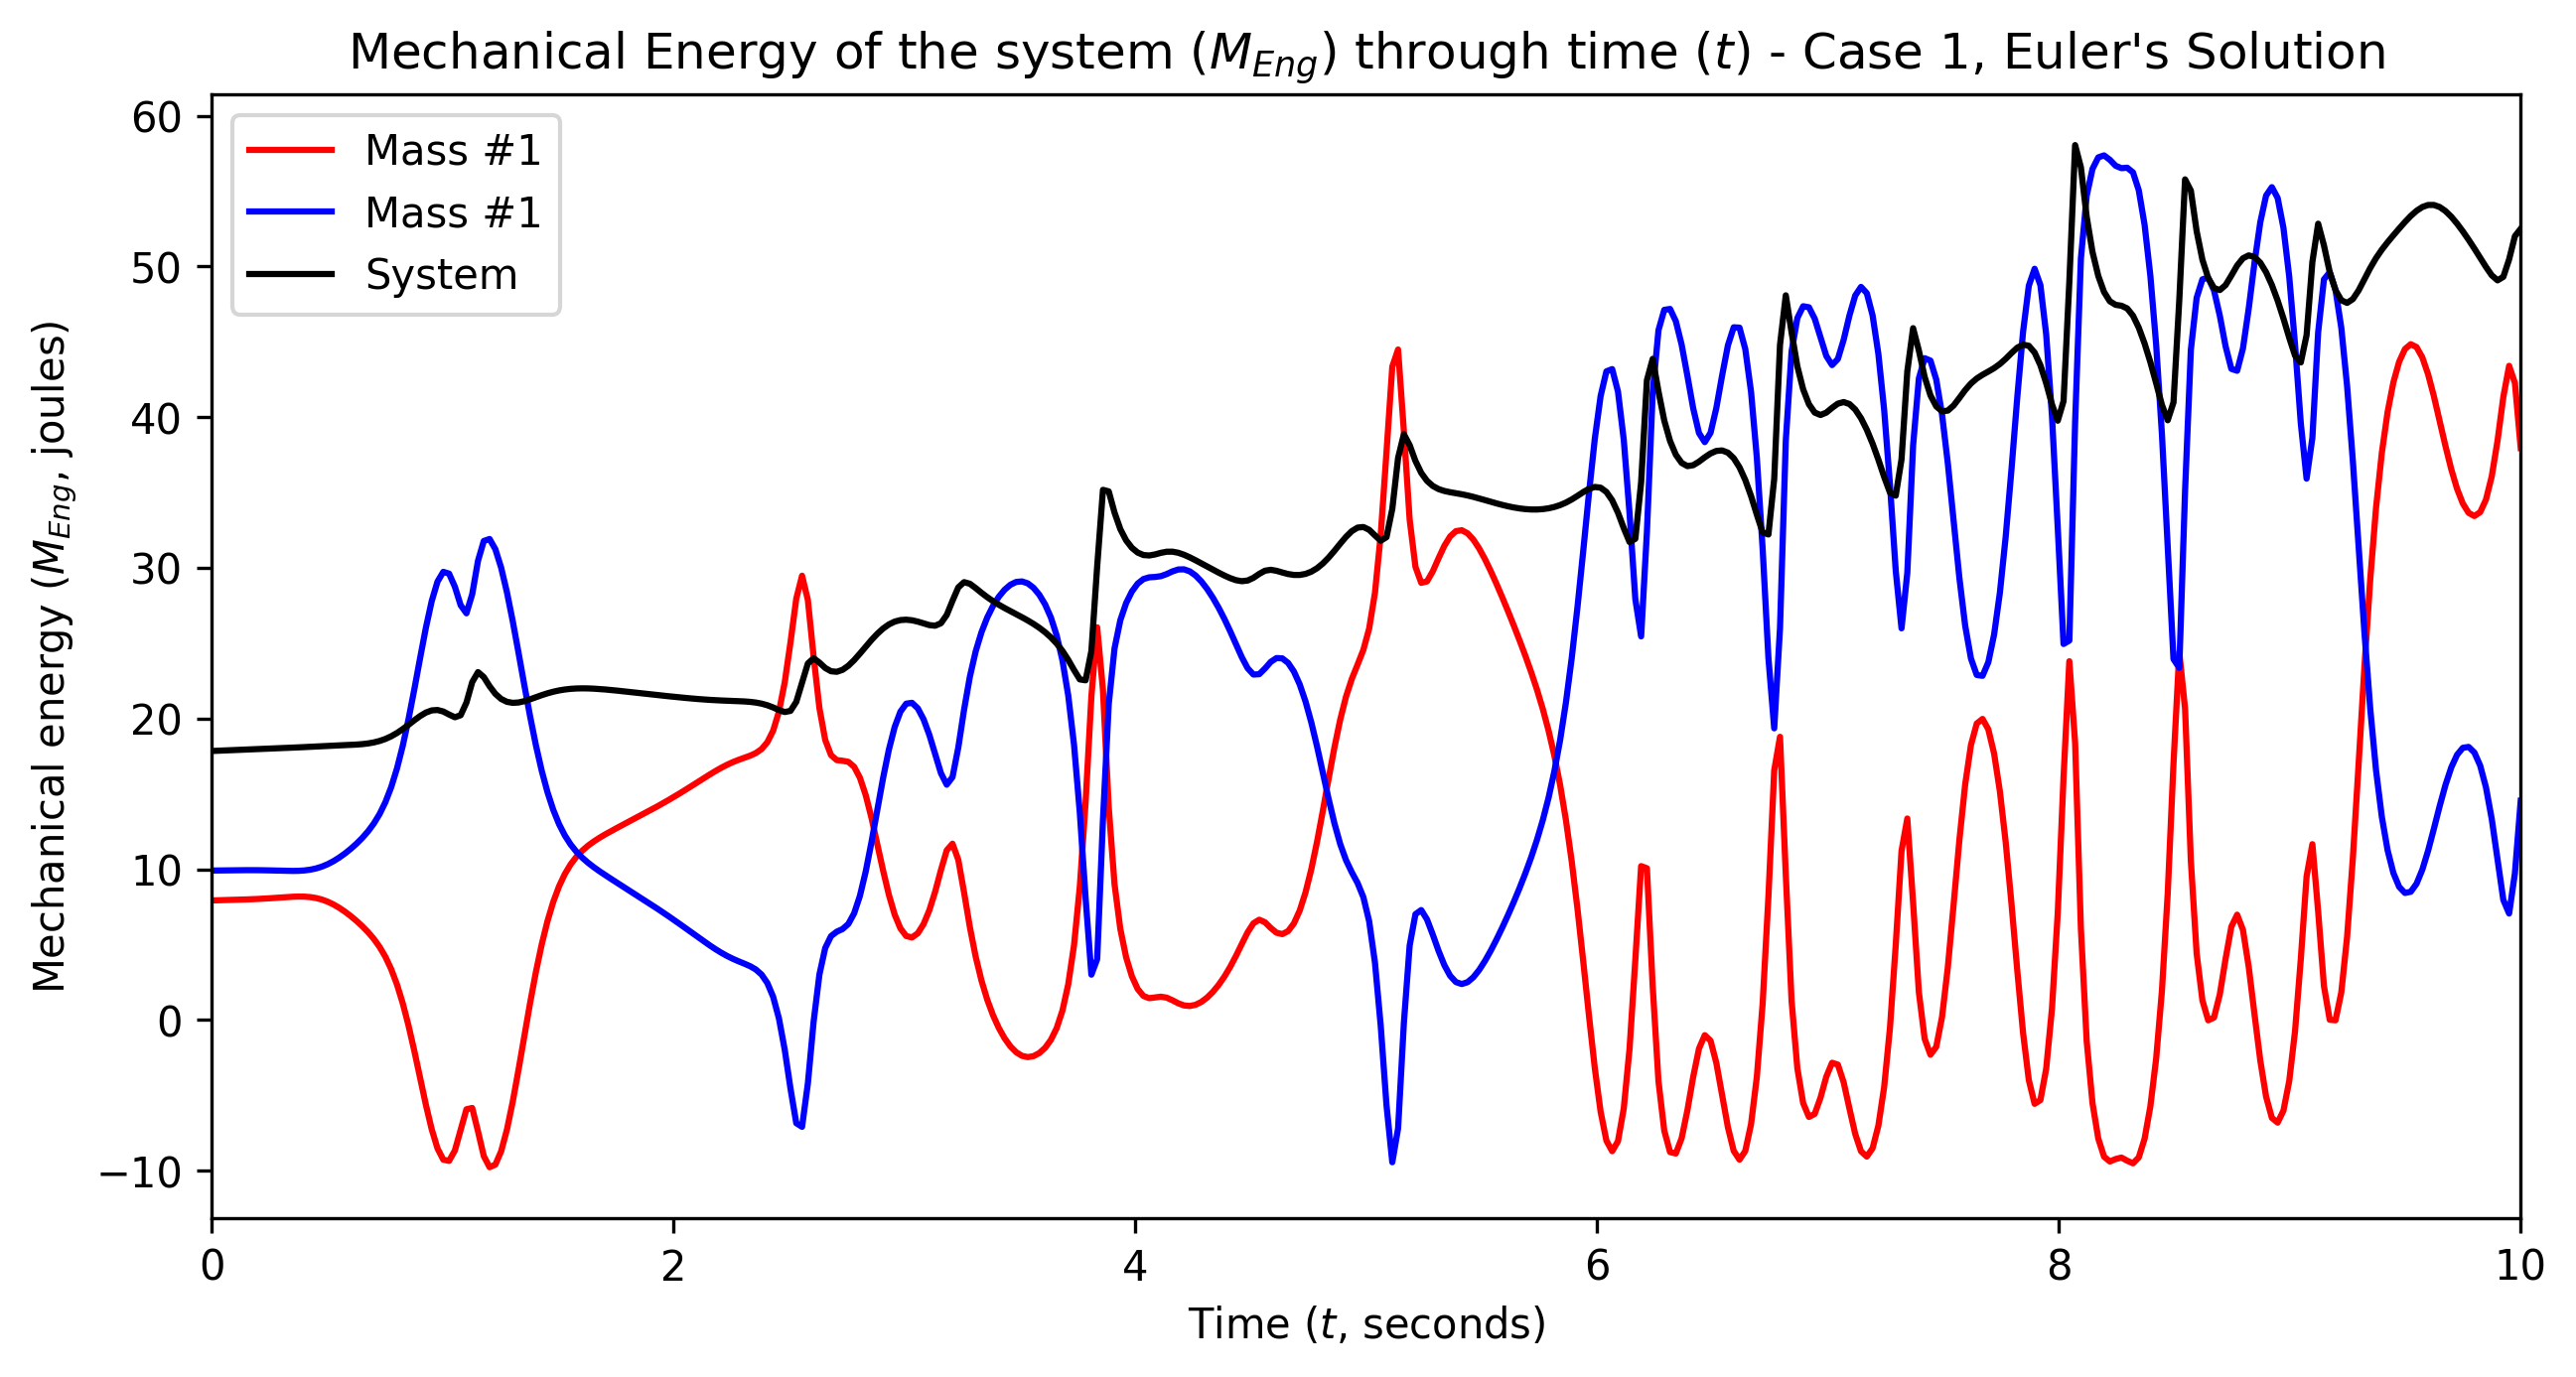 Mechanical Energy of the system (M_Eng) through time (t) - Case 1, Euler's Solution
Mass #1
Mass #1
System
Mechanical energy (M_Eng, joules)
60
50
40
30
20
10
0
−10
0 2 4 6 8 10
Time (t, seconds)